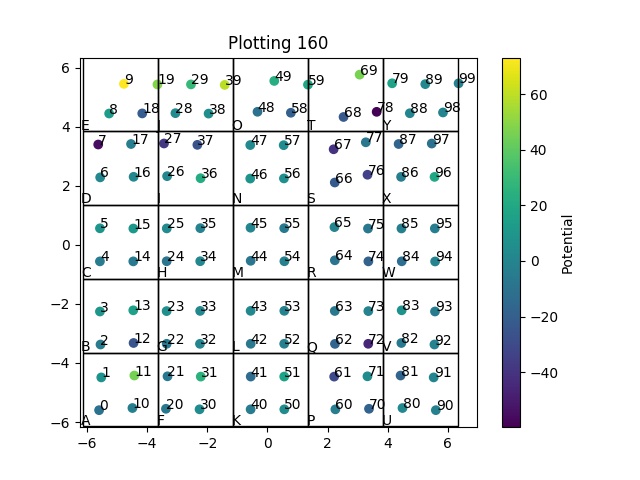 Plotting 160
6
9 19 29 39 49 59 69 79 89 99
8 18 28 38 48 58 68 78 88 98
4 E J O T Y
7 17 27 37 47 57 67 77 87 97
6 16 26 36 46 56 66 76 86 96
2 D I N S X
5 15 25 35 45 55 65 75 85 95
0
4 14 24 34 44 54 64 74 84 94
C H M R W
−2
3 13 23 33 43 53 63 73 83 93
2 12 22 32 42 52 62 72 82 92
B G L Q V
−4
1 11 21 31 41 51 61 71 81 91
0 10 20 30 40 50 60 70 80 90
−6 A F K P U
−6 −4 −2 0 2 4 6
60
40
20
0
−20
−40
Potential